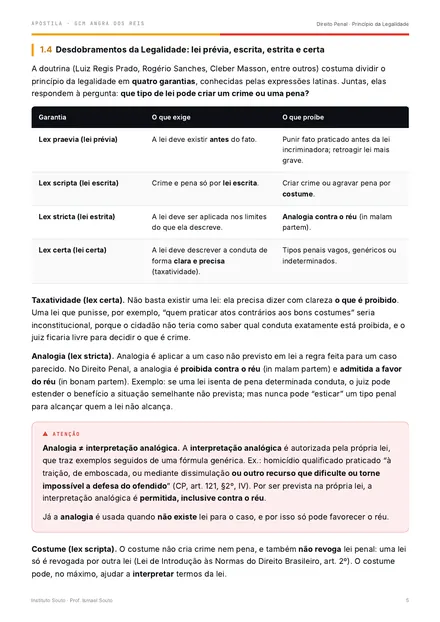 APOSTILA · GCM ANGRA DOS REIS
Direito Penal · Princípio da Legalidade
1.4 Desdobramentos da Legalidade: lei prévia, escrita, estrita e certa
A doutrina (Luiz Regis Prado, Rogério Sanches, Cleber Masson, entre outros) costuma dividir o
princípio da legalidade em quatro garantias, conhecidas pelas expressões latinas. Juntas, elas
respondem à pergunta: que tipo de lei pode criar um crime ou uma pena?
Garantia
O que exige
O que proíbe
Lex praevia (lei prévia)
A lei deve existir antes do fato.
Punir fato praticado antes da lei
incriminadora; retroagir lei mais
grave.
Lex scripta (lei escrita)
Crime e pena só por lei escrita.
Criar crime ou agravar pena por
costume.
Lex stricta (lei estrita)
A lei deve ser aplicada nos limites
do que ela descreve.
Analogia contra o réu (in malam
partem).
Lex certa (lei certa)
A lei deve descrever a conduta de
forma clara e precisa
(taxatividade).
Tipos penais vagos, genéricos ou
indeterminados.
Taxatividade (lex certa). Não basta existir uma lei: ela precisa dizer com clareza o que é proibido.
Uma lei que punisse, por exemplo, “quem praticar atos contrários aos bons costumes” seria
inconstitucional, porque o cidadão não teria como saber qual conduta exatamente está proibida, e o
juiz ficaria livre para decidir o que é crime.
Analogia (lex stricta). Analogia é aplicar a um caso não previsto em lei a regra feita para um caso
parecido. No Direito Penal, a analogia é proibida contra o réu (in malam partem) e admitida a favor
do réu (in bonam partem). Exemplo: se uma lei isenta de pena determinada conduta, o juiz pode
estender o benefício a situação semelhante não prevista; mas nunca pode “esticar” um tipo penal
para alcançar quem a lei não alcança.
▲ ATENÇÃO
Analogia ≠ interpretação analógica. A interpretação analógica é autorizada pela própria lei,
que traz exemplos seguidos de uma fórmula genérica. Ex.: homicídio qualificado praticado “à
traição, de emboscada, ou mediante dissimulação ou outro recurso que dificulte ou torne
impossível a defesa do ofendido” (CP, art. 121, §2º, IV). Por ser prevista na própria lei, a
interpretação analógica é permitida, inclusive contra o réu.
Já a analogia é usada quando não existe lei para o caso, e por isso só pode favorecer o réu.
Costume (lex scripta). O costume não cria crime nem pena, e também não revoga lei penal: uma lei
só é revogada por outra lei (Lei de Introdução às Normas do Direito Brasileiro, art. 2º). O costume
pode, no máximo, ajudar a interpretar termos da lei.
Instituto Souto · Prof. Ismael Souto
5